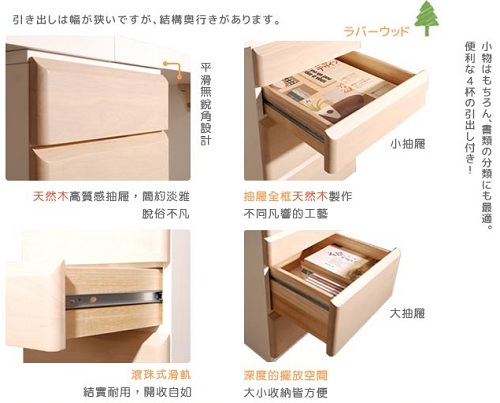 引き出しは幅が狭いですが、結構奥行きがあります。
ラバーウッド
小物はもちろん、書類の分類にも最適。
便利な4杯の引出し付き！
平滑無銳角設計
小抽屜
天然木高質感抽屜，簡約淡雅
脫俗不凡
抽屜全框天然木製作
不同凡響的工藝
大抽屜
滾珠式滑軌
結實耐用，開收自如
深度的擺放空間
大小收納皆方便